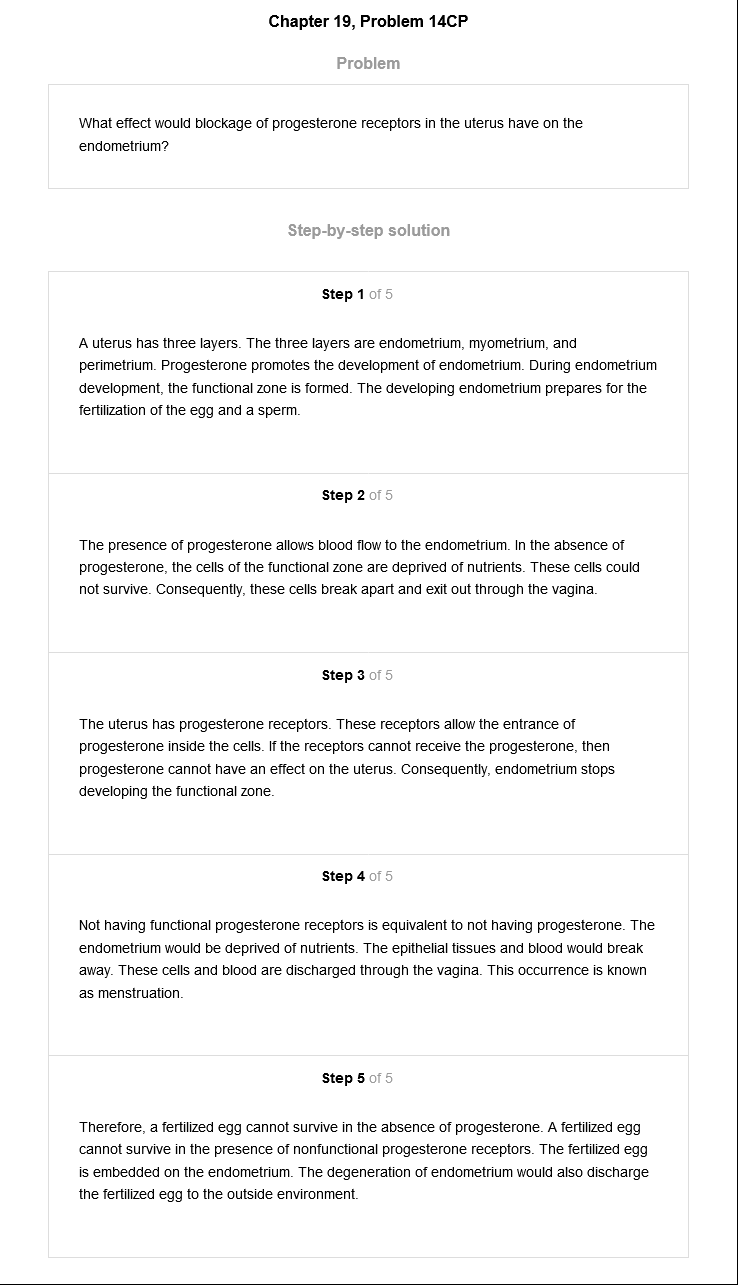 Chapter 19, Problem 14CP
Problem
What effect would blockage of progesterone receptors in the uterus have on the
endometrium?
Step-by-step solution
Step 1 of 5
A uterus has three layers. The three layers are endometrium, myometrium, and
perimetrium. Progesterone promotes the development of endometrium. During endometrium
development, the functional zone is formed. The developing endometrium prepares for the
fertilization of the egg and a sperm.
Step 2 of 5
The presence of progesterone allows blood flow to the endometrium. In the absence of
progesterone, the cells of the functional zone are deprived of nutrients. These cells could
not survive. Consequently, these cells break apart and exit out through the vagina.
Step 3 of 5
The uterus has progesterone receptors. These receptors allow the entrance of
progesterone inside the cells. If the receptors cannot receive the progesterone, then
progesterone cannot have an effect on the uterus. Consequently, endometrium stops
developing the functional zone.
Step 4 of 5
Not having functional progesterone receptors is equivalent to not having progesterone. The
endometrium would be deprived of nutrients. The epithelial tissues and blood would break
away. These cells and blood are discharged through the vagina. This occurrence is known
as menstruation.
Step 5 of 5
Therefore, a fertilized egg cannot survive in the absence of progesterone. A fertilized egg
cannot survive in the presence of nonfunctional progesterone receptors. The fertilized egg
is embedded on the endometrium. The degeneration of endometrium would also discharge
the fertilized egg to the outside environment.